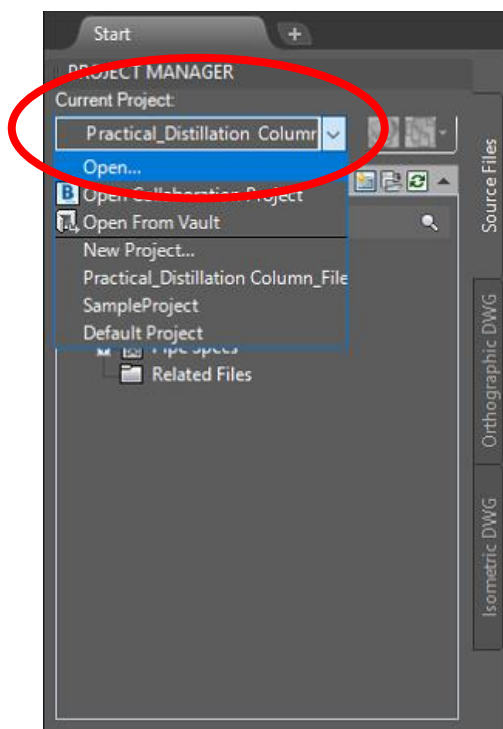 Start
PROJECT MANAGER
Current Project:
Practical_Distillation Column
Open...
Open Collaboration Project
Open From Vault
New Project...
Practical_Distillation Column_File
SampleProject
Default Project
Pipe Specs
Related Files
Source Files
Orthographic DWG
Isometric DWG